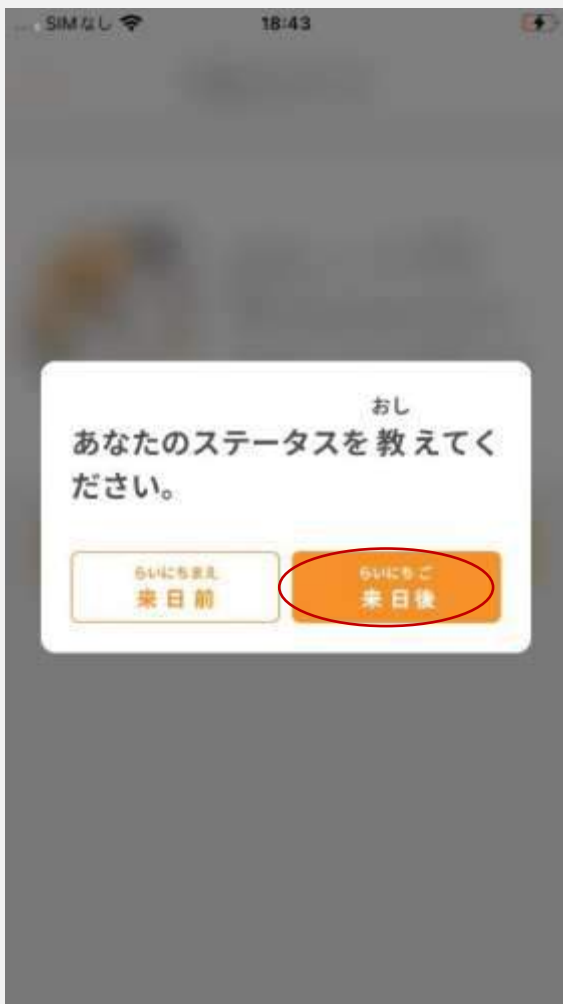 SIMなし
18:43
おし
あなたのステータスを教えてく
ださい。
らいにちまえ
来日前
らいにちご
来日後